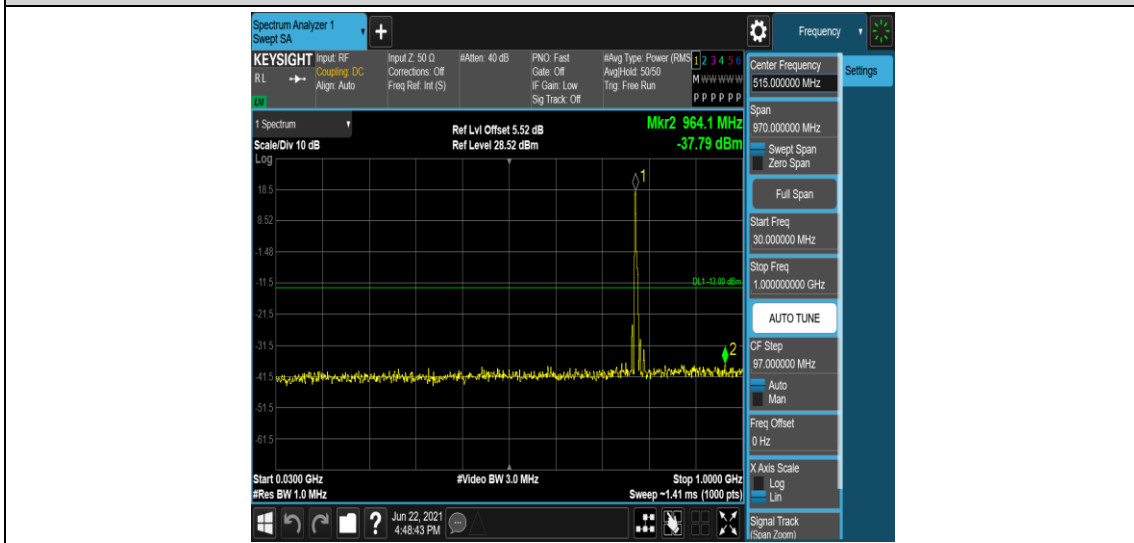 Spectrum Analyzer 1
Swept SA
+
Frequency
KEYSIGHT
RL
LXI
Input: RF
Coupling: DC
Align: Auto
Input Z: 50 Ω
Corrections: Off
Freq Ref: Int (S)
#Atten: 40 dB
PNO: Fast
Gate: Off
IF Gain: Low
Sig Track: Off
#Avg Type: Power (RMS
Avg|Hold: 50/50
Trig: Free Run
1 2 3 4 5 6
M W W W W W
P P P P P P
1 Spectrum
Scale/Div 10 dB
Ref Lvl Offset 5.52 dB
Ref Level 28.52 dBm
Mkr2 964.1 MHz
-37.79 dBm
Log
1
18.5
8.52
-1.48
-11.5
DL1 -13.00 dBm
-21.5
-31.5
2
-41.5
-51.5
-61.5
Start 0.0300 GHz
#Res BW 1.0 MHz
#Video BW 3.0 MHz
Stop 1.0000 GHz
Sweep ~1.41 ms (1000 pts)
?
Jun 22, 2021
4:48:43 PM
Center Frequency
515.000000 MHz
Settings
Span
970.000000 MHz
Swept Span
Zero Span
Full Span
Start Freq
30.000000 MHz
Stop Freq
1.000000000 GHz
AUTO TUNE
CF Step
97.000000 MHz
Auto
Man
Freq Offset
0 Hz
X Axis Scale
Log
Lin
Signal Track
(Span Zoom)